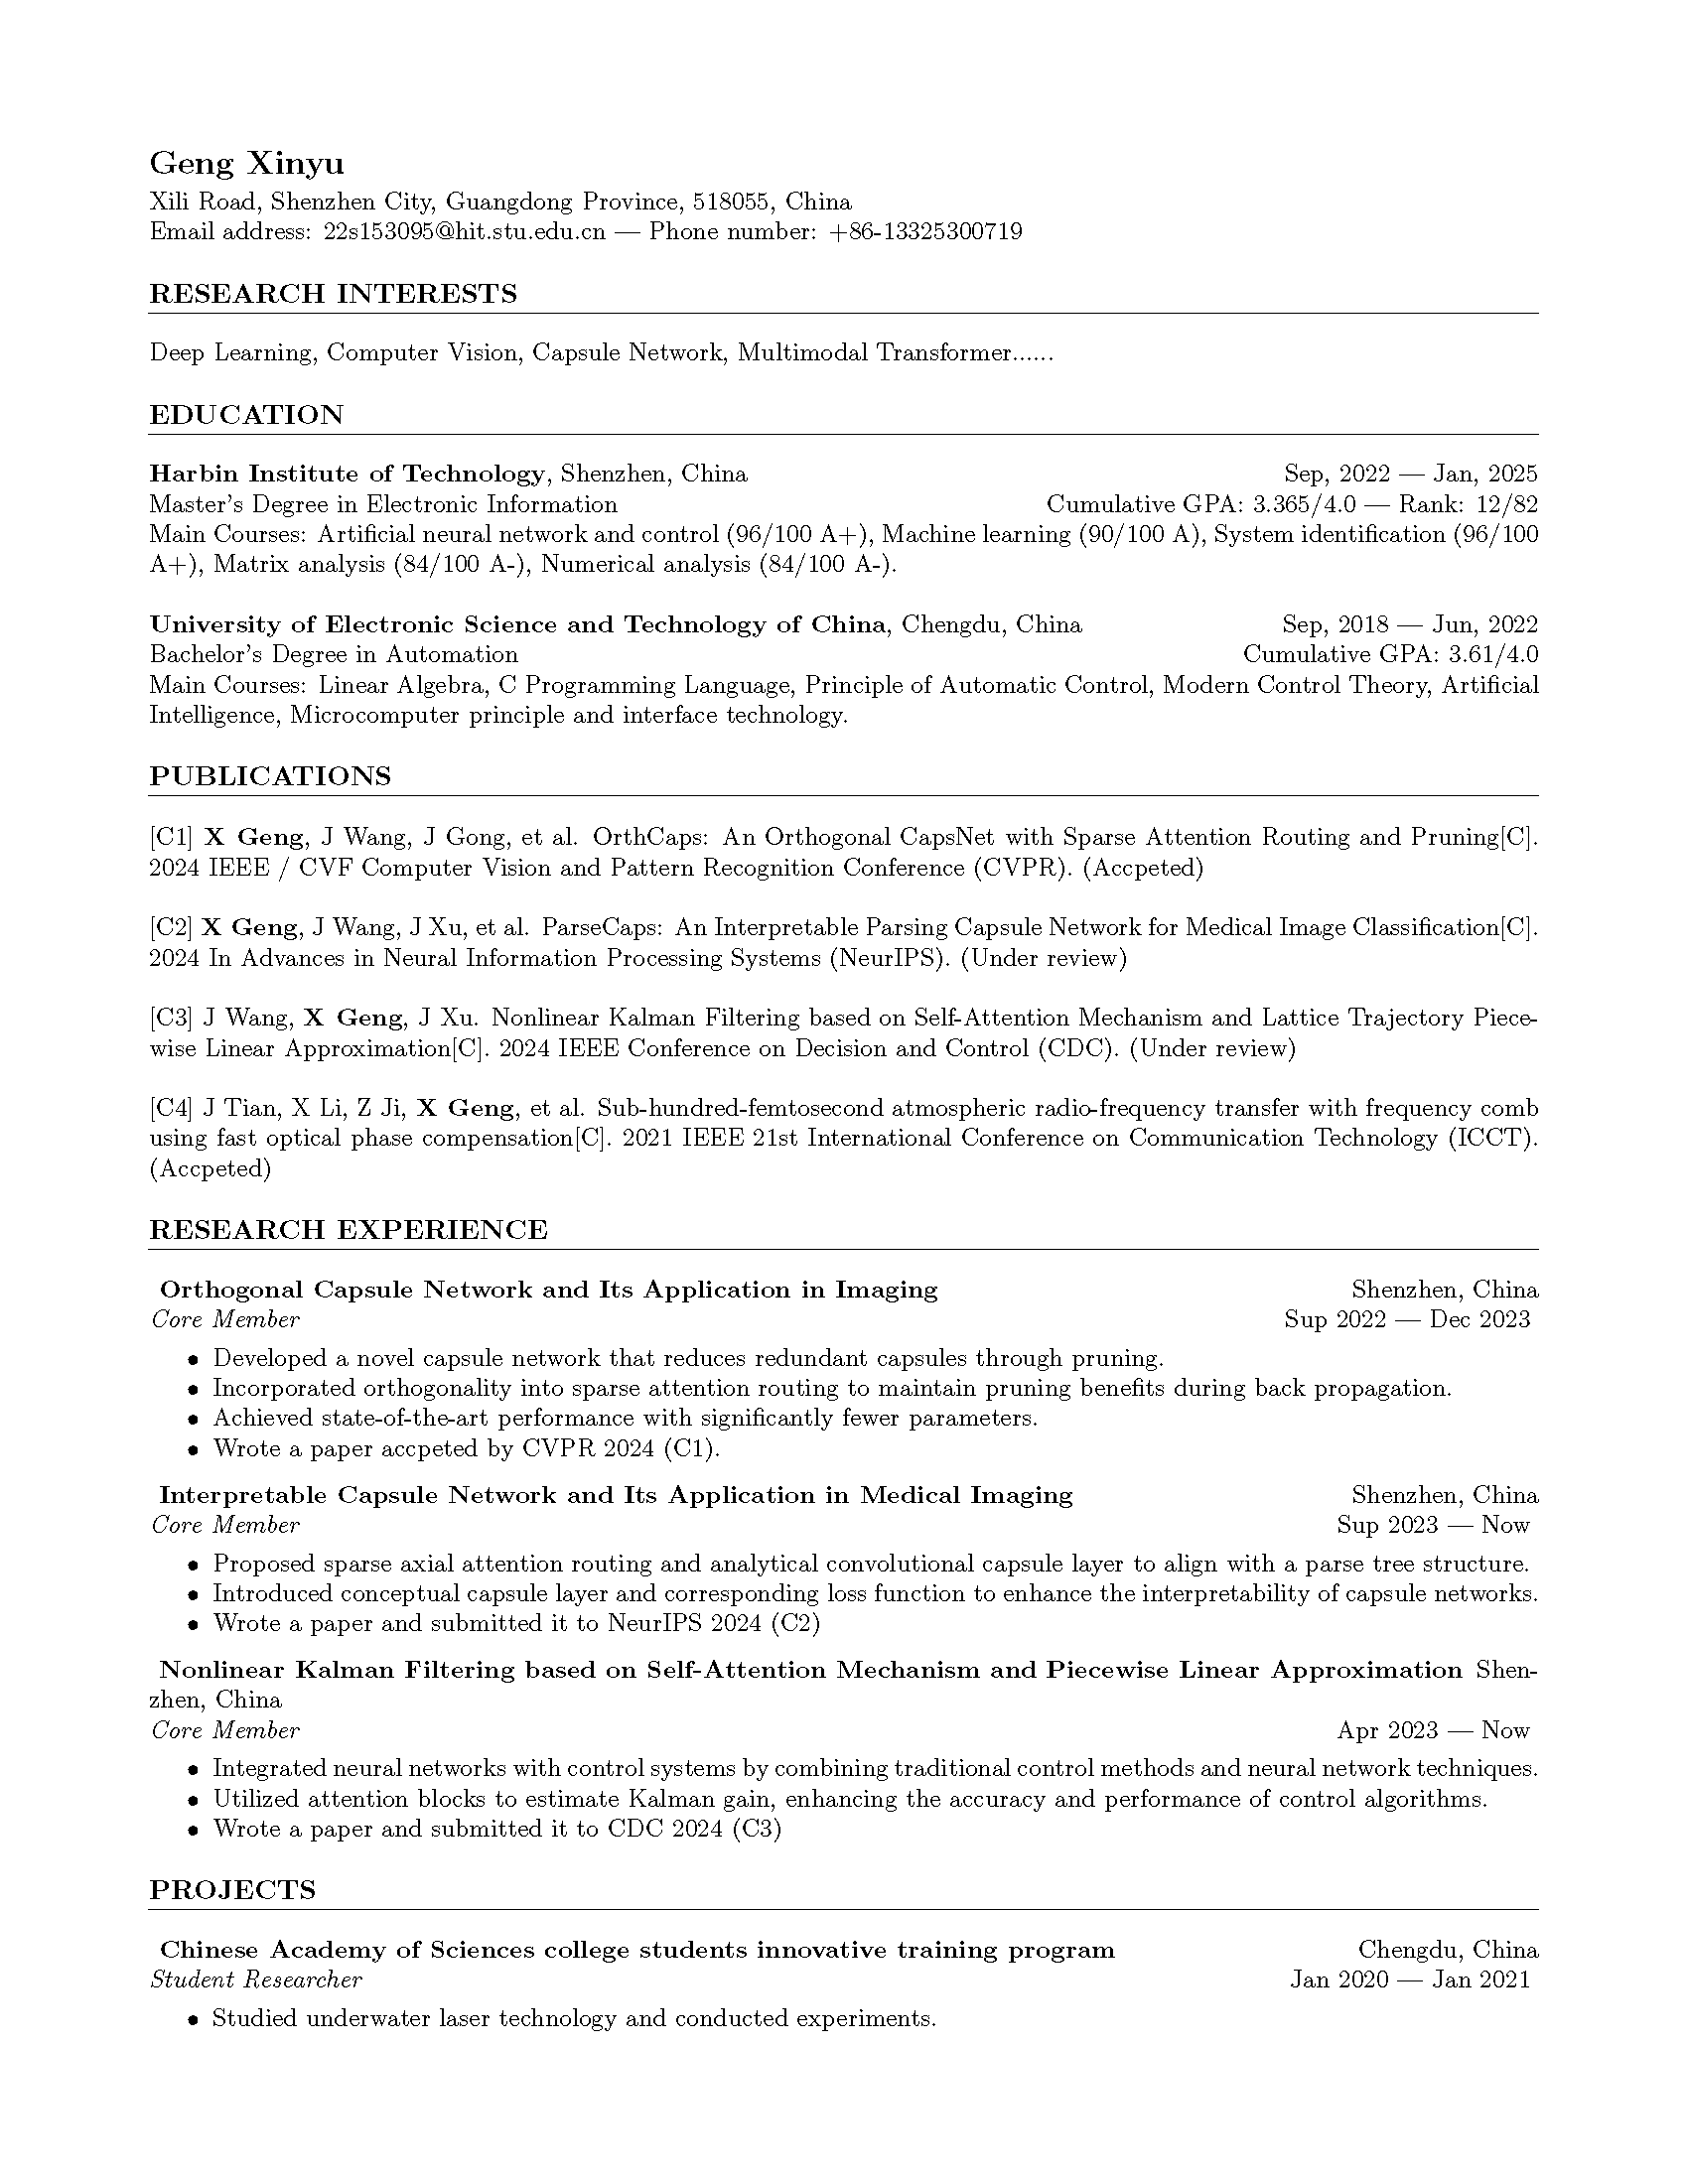 Geng Xinyu
Xili Road, Shenzhen City, Guangdong Province, 518055, China
Email address: 22s153095@hit.stu.edu.cn — Phone number: +86-13325300719
RESEARCH INTERESTS
Deep Learning, Computer Vision, Capsule Network, Multimodal Transformer......
EDUCATION
Harbin Institute of Technology, Shenzhen, China Sep, 2022 — Jan, 2025
Master's Degree in Electronic Information Cumulative GPA: 3.365/4.0 — Rank: 12/82
Main Courses: Artificial neural network and control (96/100 A+), Machine learning (90/100 A), System identification (96/100
A+), Matrix analysis (84/100 A-), Numerical analysis (84/100 A-).
University of Electronic Science and Technology of China, Chengdu, China Sep, 2018 — Jun, 2022
Bachelor's Degree in Automation Cumulative GPA: 3.61/4.0
Main Courses: Linear Algebra, C Programming Language, Principle of Automatic Control, Modern Control Theory, Artificial
Intelligence, Microcomputer principle and interface technology.
PUBLICATIONS
[C1] X Geng, J Wang, J Gong, et al. OrthCaps: An Orthogonal CapsNet with Sparse Attention Routing and Pruning[C].
2024 IEEE / CVF Computer Vision and Pattern Recognition Conference (CVPR). (Accpeted)
[C2] X Geng, J Wang, J Xu, et al. ParseCaps: An Interpretable Parsing Capsule Network for Medical Image Classification[C].
2024 In Advances in Neural Information Processing Systems (NeurIPS). (Under review)
[C3] J Wang, X Geng, J Xu. Nonlinear Kalman Filtering based on Self-Attention Mechanism and Lattice Trajectory Piece-
wise Linear Approximation[C]. 2024 IEEE Conference on Decision and Control (CDC). (Under review)
[C4] J Tian, X Li, Z Ji, X Geng, et al. Sub-hundred-femtosecond atmospheric radio-frequency transfer with frequency comb
using fast optical phase compensation[C]. 2021 IEEE 21st International Conference on Communication Technology (ICCT).
(Accpeted)
RESEARCH EXPERIENCE
Orthogonal Capsule Network and Its Application in Imaging Shenzhen, China
Core Member Sup 2022 — Dec 2023
• Developed a novel capsule network that reduces redundant capsules through pruning.
• Incorporated orthogonality into sparse attention routing to maintain pruning benefits during back propagation.
• Achieved state-of-the-art performance with significantly fewer parameters.
• Wrote a paper accpeted by CVPR 2024 (C1).
Interpretable Capsule Network and Its Application in Medical Imaging Shenzhen, China
Core Member Sup 2023 — Now
• Proposed sparse axial attention routing and analytical convolutional capsule layer to align with a parse tree structure.
• Introduced conceptual capsule layer and corresponding loss function to enhance the interpretability of capsule networks.
• Wrote a paper and submitted it to NeurIPS 2024 (C2)
Nonlinear Kalman Filtering based on Self-Attention Mechanism and Piecewise Linear Approximation Shen-
zhen, China
Core Member Apr 2023 — Now
• Integrated neural networks with control systems by combining traditional control methods and neural network techniques.
• Utilized attention blocks to estimate Kalman gain, enhancing the accuracy and performance of control algorithms.
• Wrote a paper and submitted it to CDC 2024 (C3)
PROJECTS
Chinese Academy of Sciences college students innovative training program Chengdu, China
Student Researcher Jan 2020 — Jan 2021
• Studied underwater laser technology and conducted experiments.